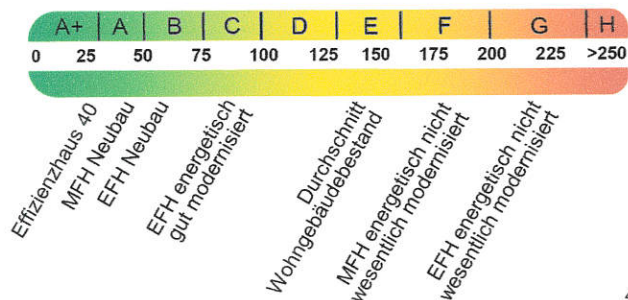 A+ A B C D E F G H
0 25 50 75 100 125 150 175 200 225 >250
Effizienzhaus 40
MFH Neubau
EFH Neubau
EFH energetisch
gut modernisiert
Durchschnitt
Wohngebäudebestand
MFH energetisch nicht
wesentlich modernisiert
EFH energetisch nicht
wesentlich modernisiert